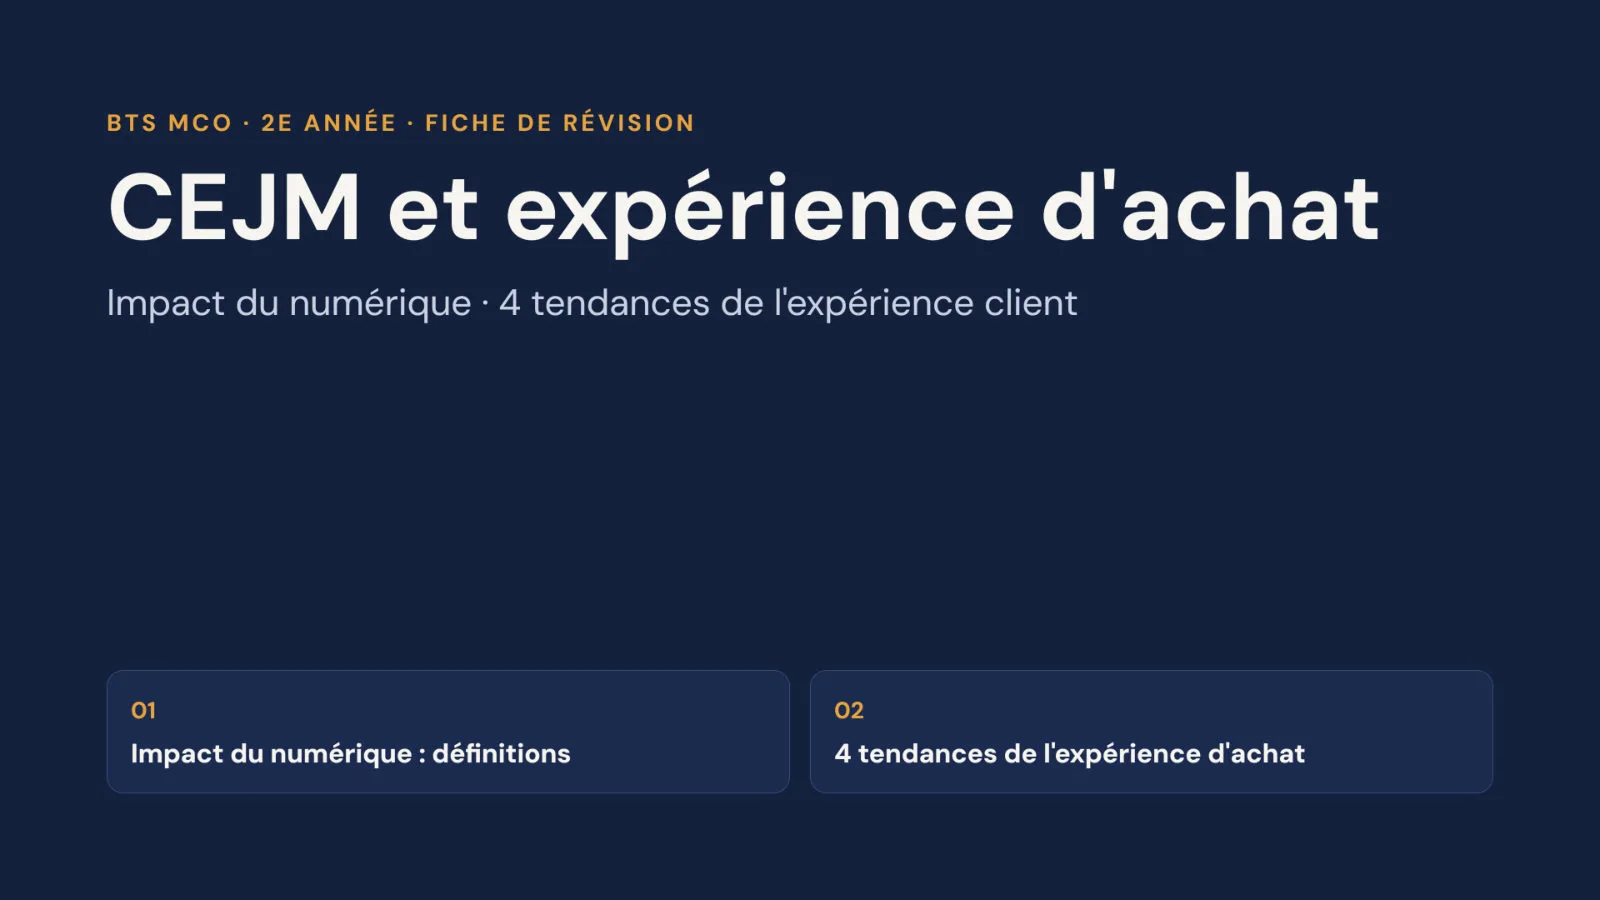 BTS MCO · 2E ANNÉE · FICHE DE RÉVISION
CEJM et expérience d'achat
Impact du numérique · 4 tendances de l'expérience client
01
Impact du numérique : définitions
02
4 tendances de l'expérience d'achat